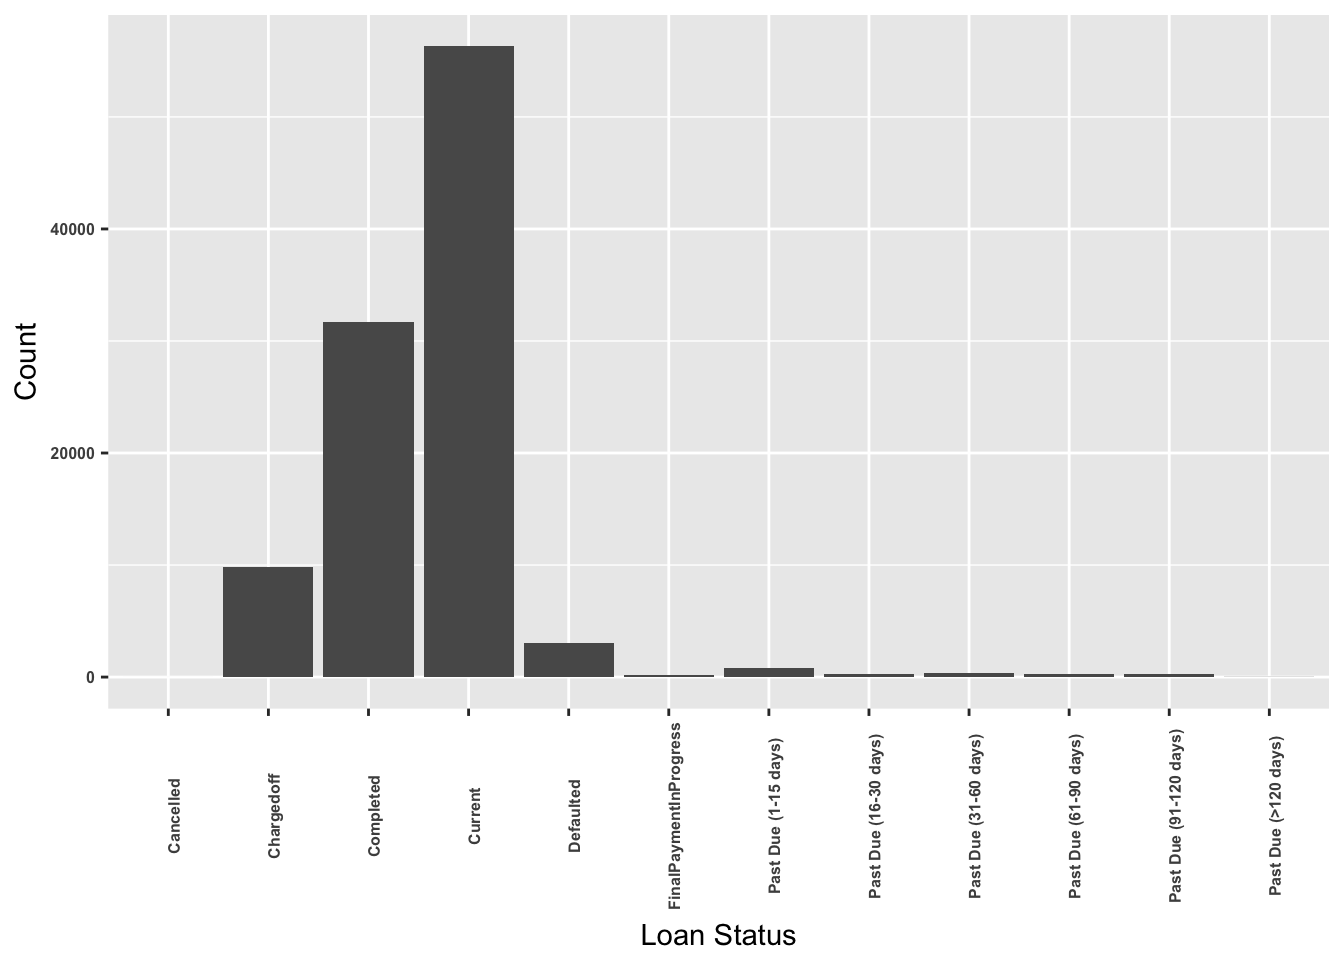 Count
40000
20000
0
Cancelled
Chargedoff
Completed
Current
Defaulted
FinalPaymentInProgress
Past Due (1-15 days)
Past Due (16-30 days)
Past Due (31-60 days)
Past Due (61-90 days)
Past Due (91-120 days)
Past Due (>120 days)
Loan Status